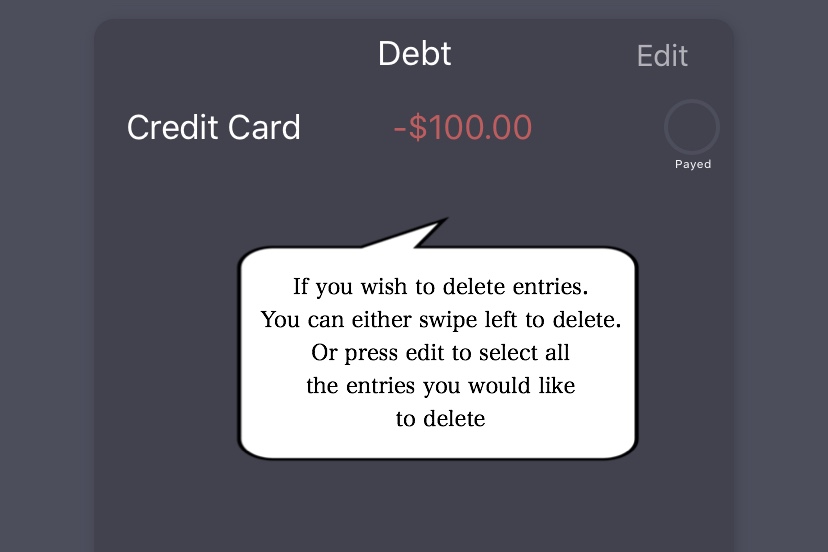 Debt Edit
Credit Card -$100.00
Payed
If you wish to delete entries.
You can either swipe left to delete.
Or press edit to select all
the entries you would like
to delete